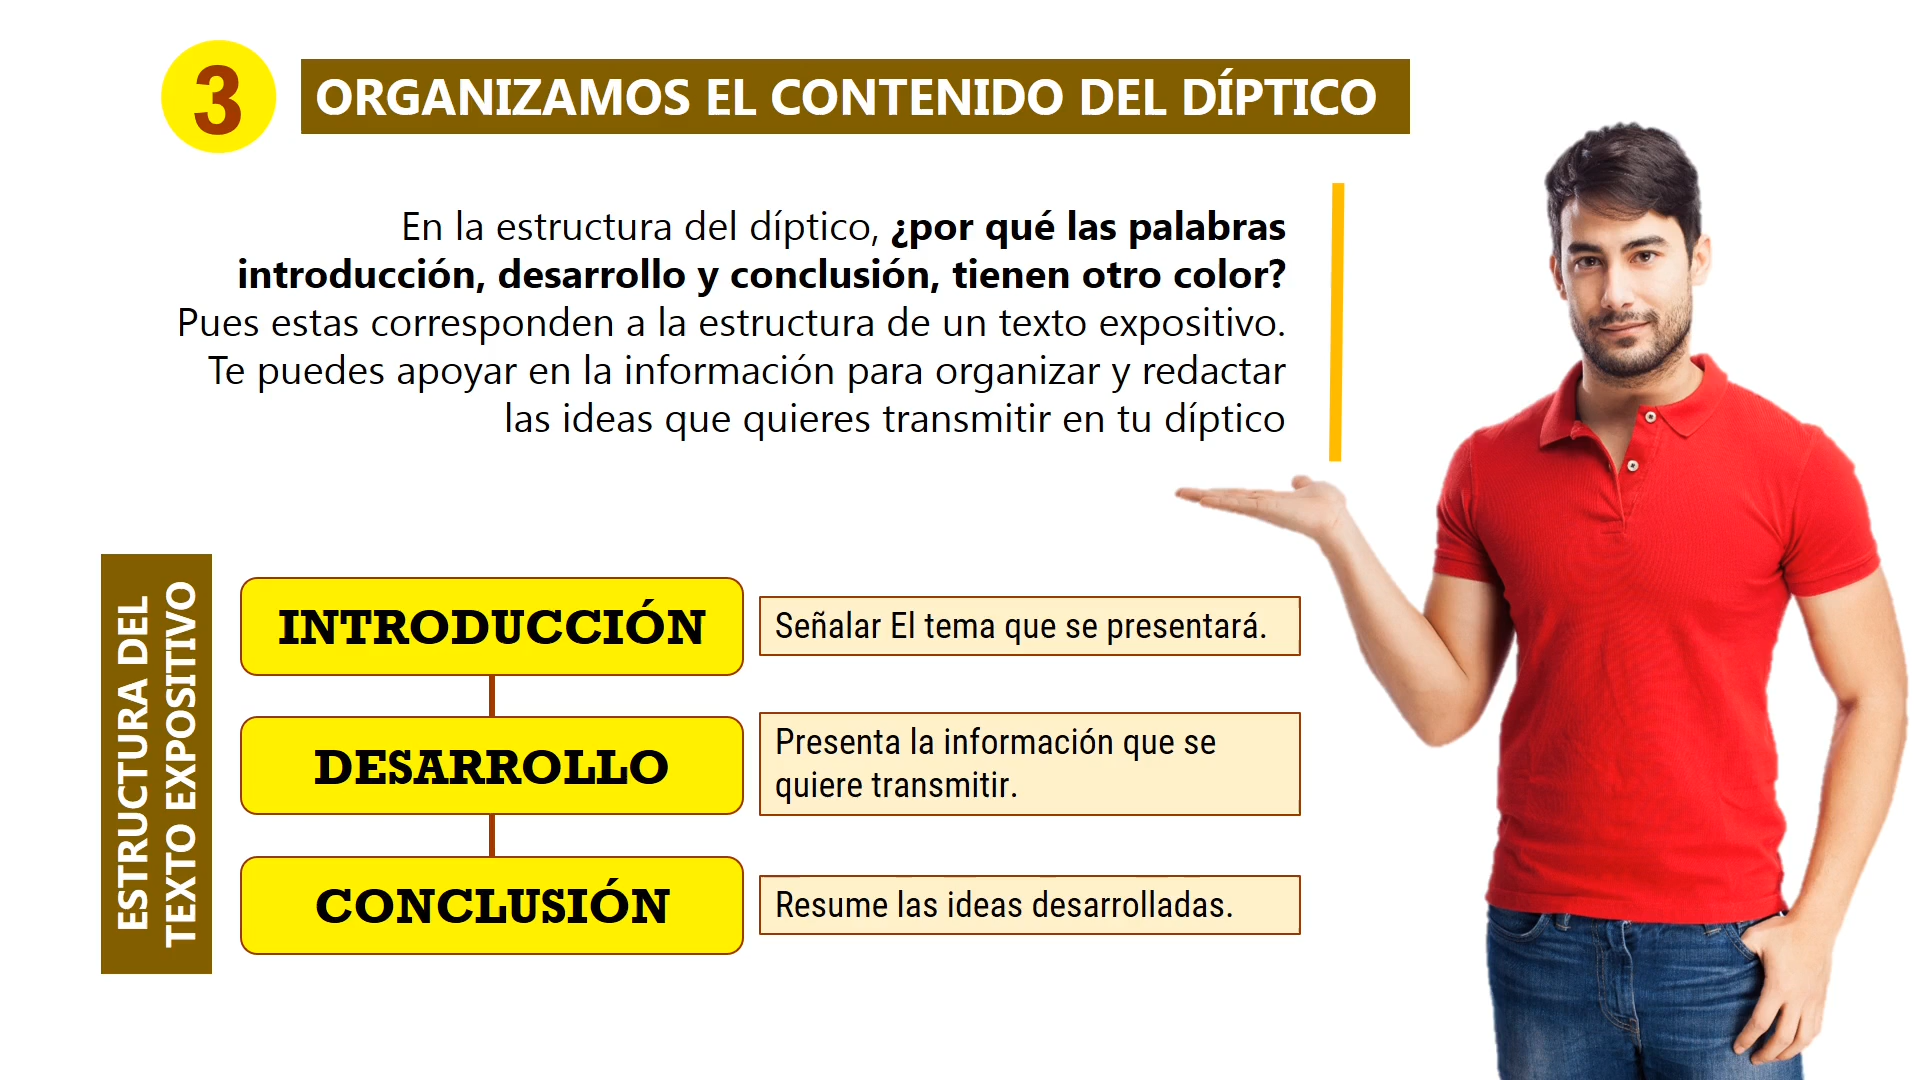 3
ORGANIZAMOS EL CONTENIDO DEL DÍPTICO
En la estructura del díptico, ¿por qué las palabras
introducción, desarrollo y conclusión, tienen otro color?
Pues estas corresponden a la estructura de un texto expositivo.
Te puedes apoyar en la información para organizar y redactar
las ideas que quieres transmitir en tu díptico
ESTRUCTURA DEL
TEXTO EXPOSITIVO
INTRODUCCIÓN
Señalar El tema que se presentará.
DESARROLLO
Presenta la información que se
quiere transmitir.
CONCLUSIÓN
Resume las ideas desarrolladas.